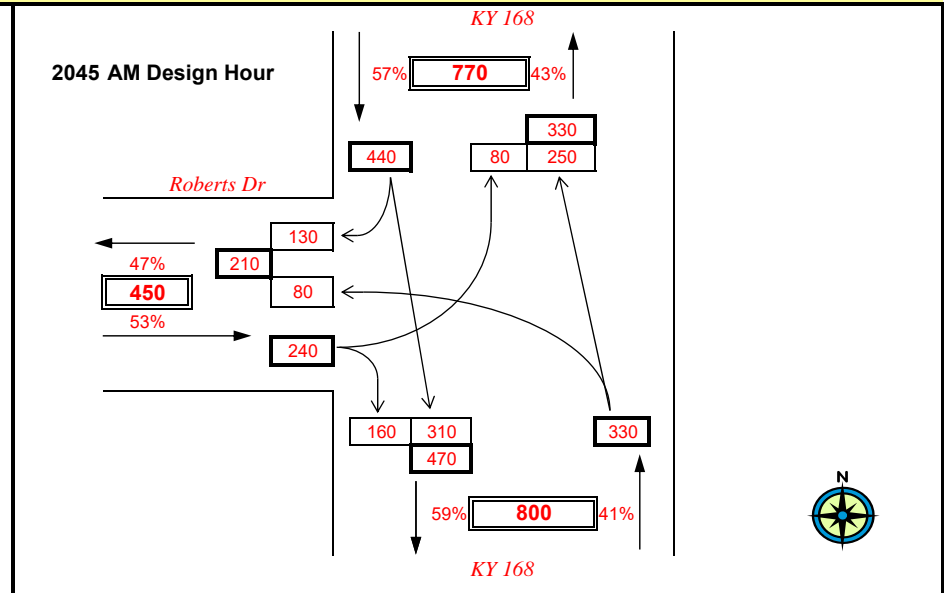 KY 168
2045 AM Design Hour
57% 770 43%
330
440 80 250
Roberts Dr
130
47% 210
450 80
53%
240
160 310 330
470
59% 800 41%
KY 168
N